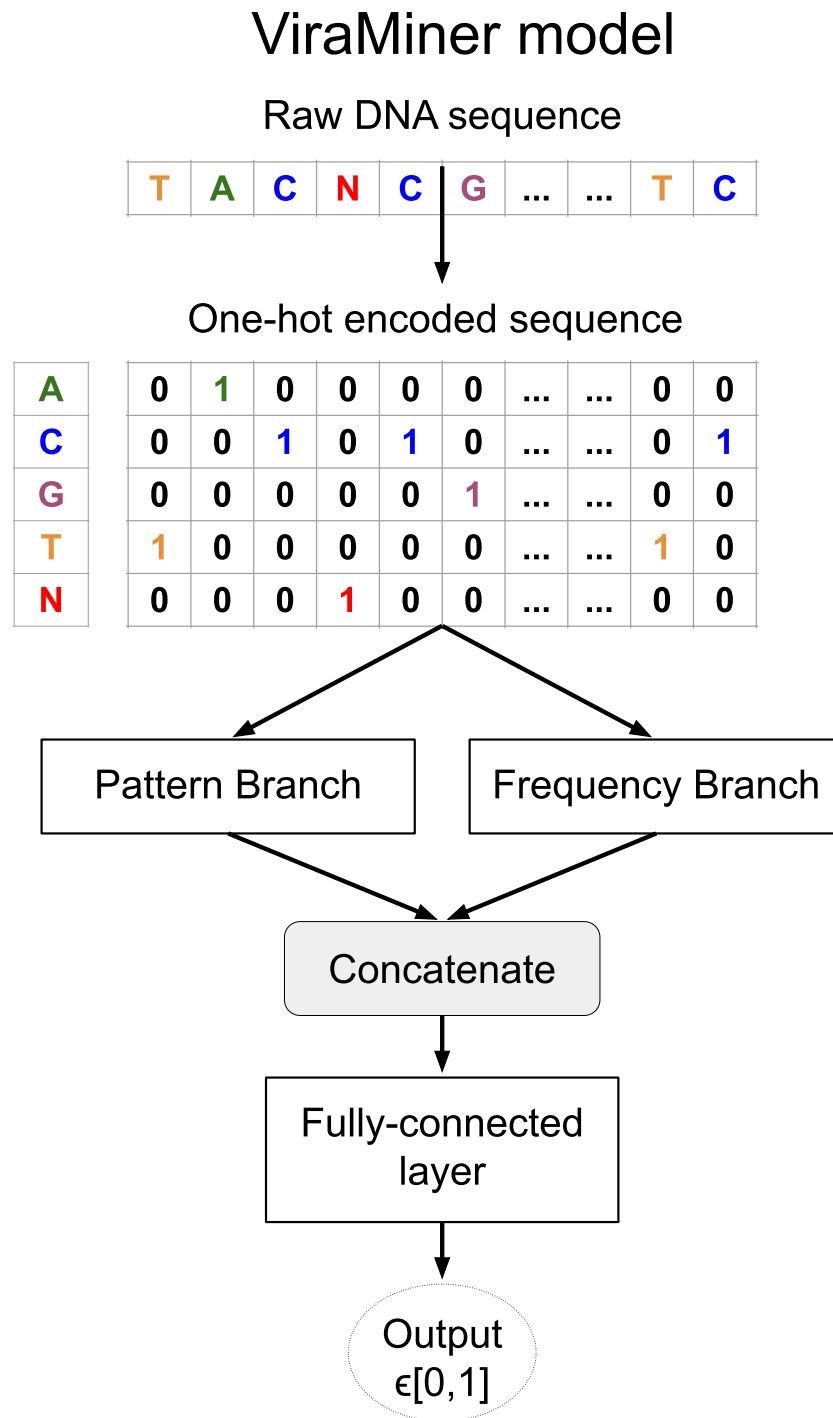 ViraMiner model
Raw DNA sequence
T A C N C G ... ... T C
One-hot encoded sequence
A 0 1 0 0 0 0 ... ... 0 0
C 0 0 1 0 1 0 ... ... 0 1
G 0 0 0 0 0 1 ... ... 0 0
T 1 0 0 0 0 0 ... ... 1 0
N 0 0 0 1 0 0 ... ... 0 0
Pattern Branch
Frequency Branch
Concatenate
Fully-connected
layer
Output
ϵ[0,1]